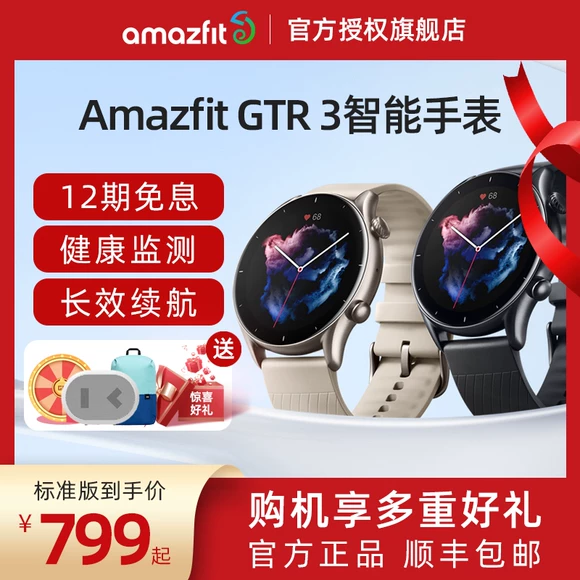 amazfit 官方授权旗舰店
Amazfit GTR 3智能手表
12期免息
健康监测
长效续航
68
68
送
惊喜
好礼
标准版到手价
¥799起
购机享多重好礼
官方正品 顺丰包邮